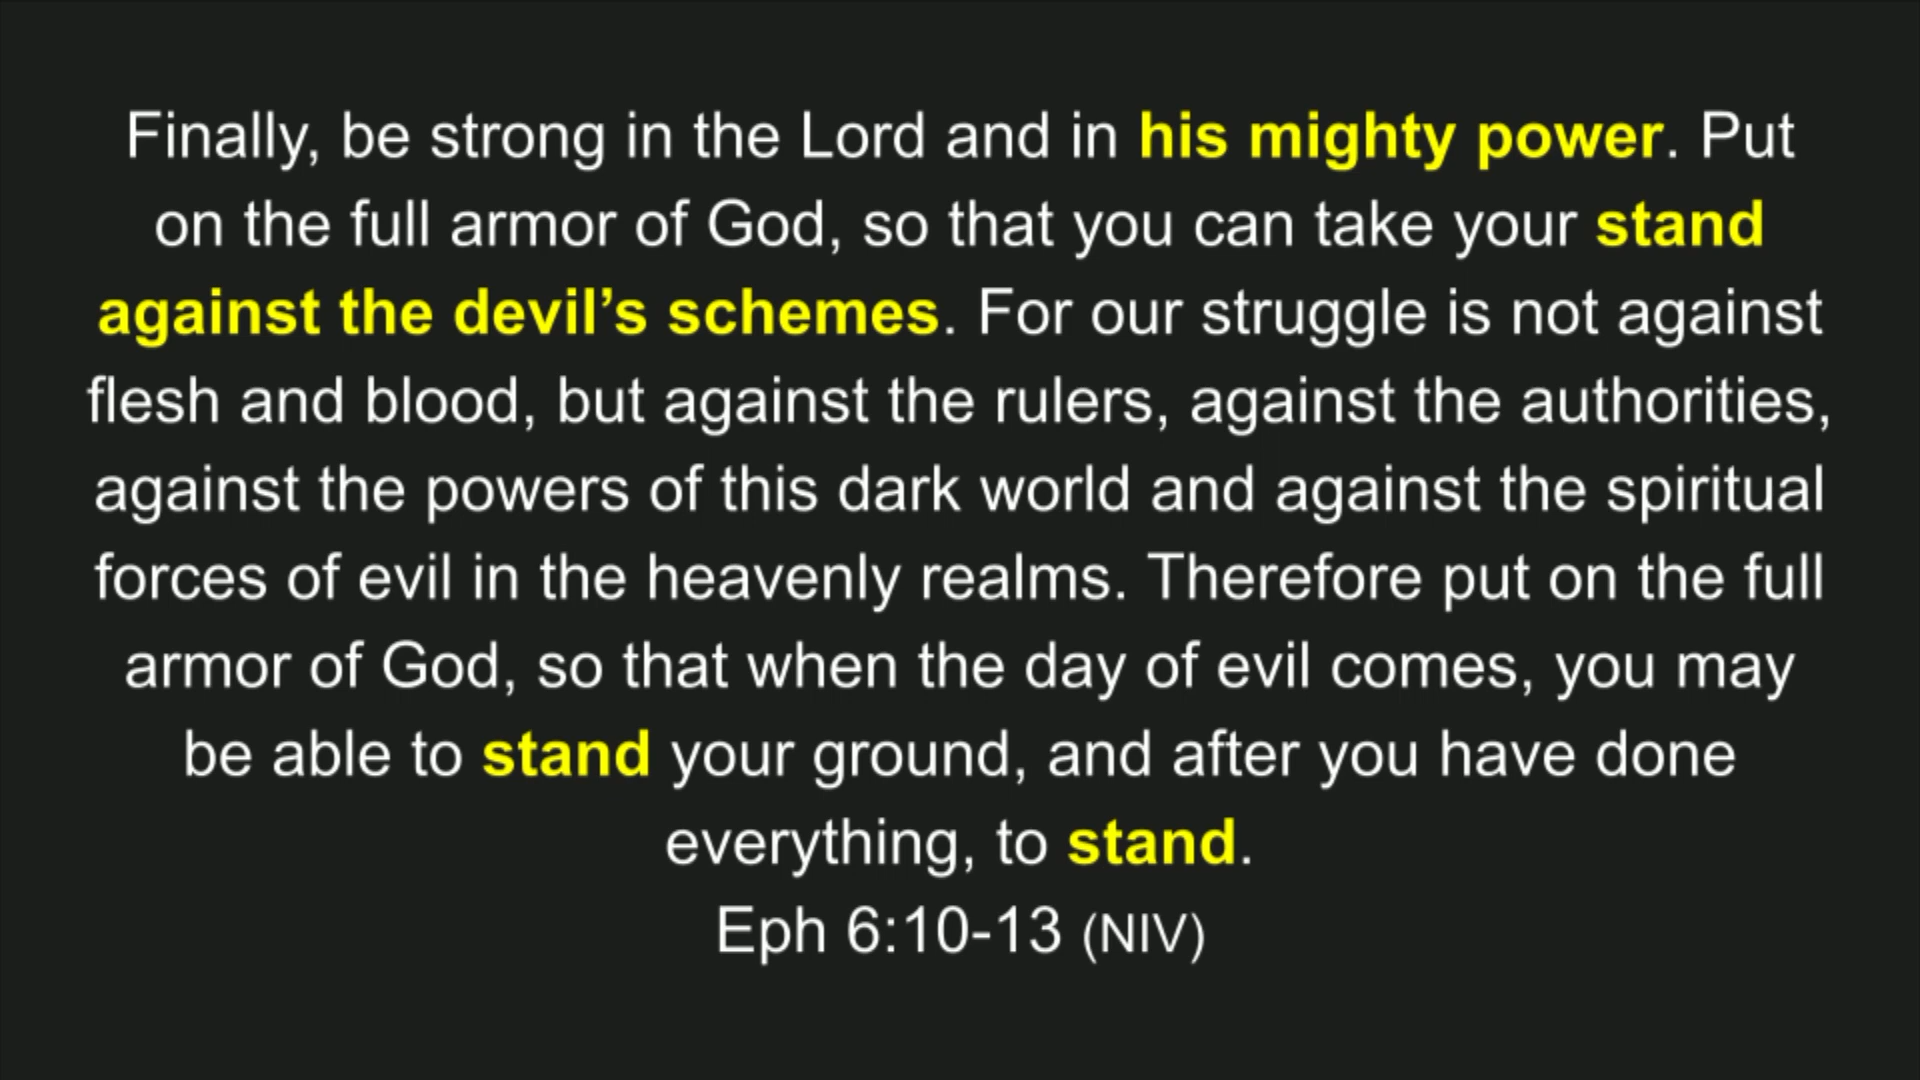 Finally, be strong in the Lord and in his mighty power. Put
on the full armor of God, so that you can take your stand
against the devil’s schemes. For our struggle is not against
flesh and blood, but against the rulers, against the authorities,
against the powers of this dark world and against the spiritual
forces of evil in the heavenly realms. Therefore put on the full
armor of God, so that when the day of evil comes, you may
be able to stand your ground, and after you have done
everything, to stand.
Eph 6:10-13 (NIV)